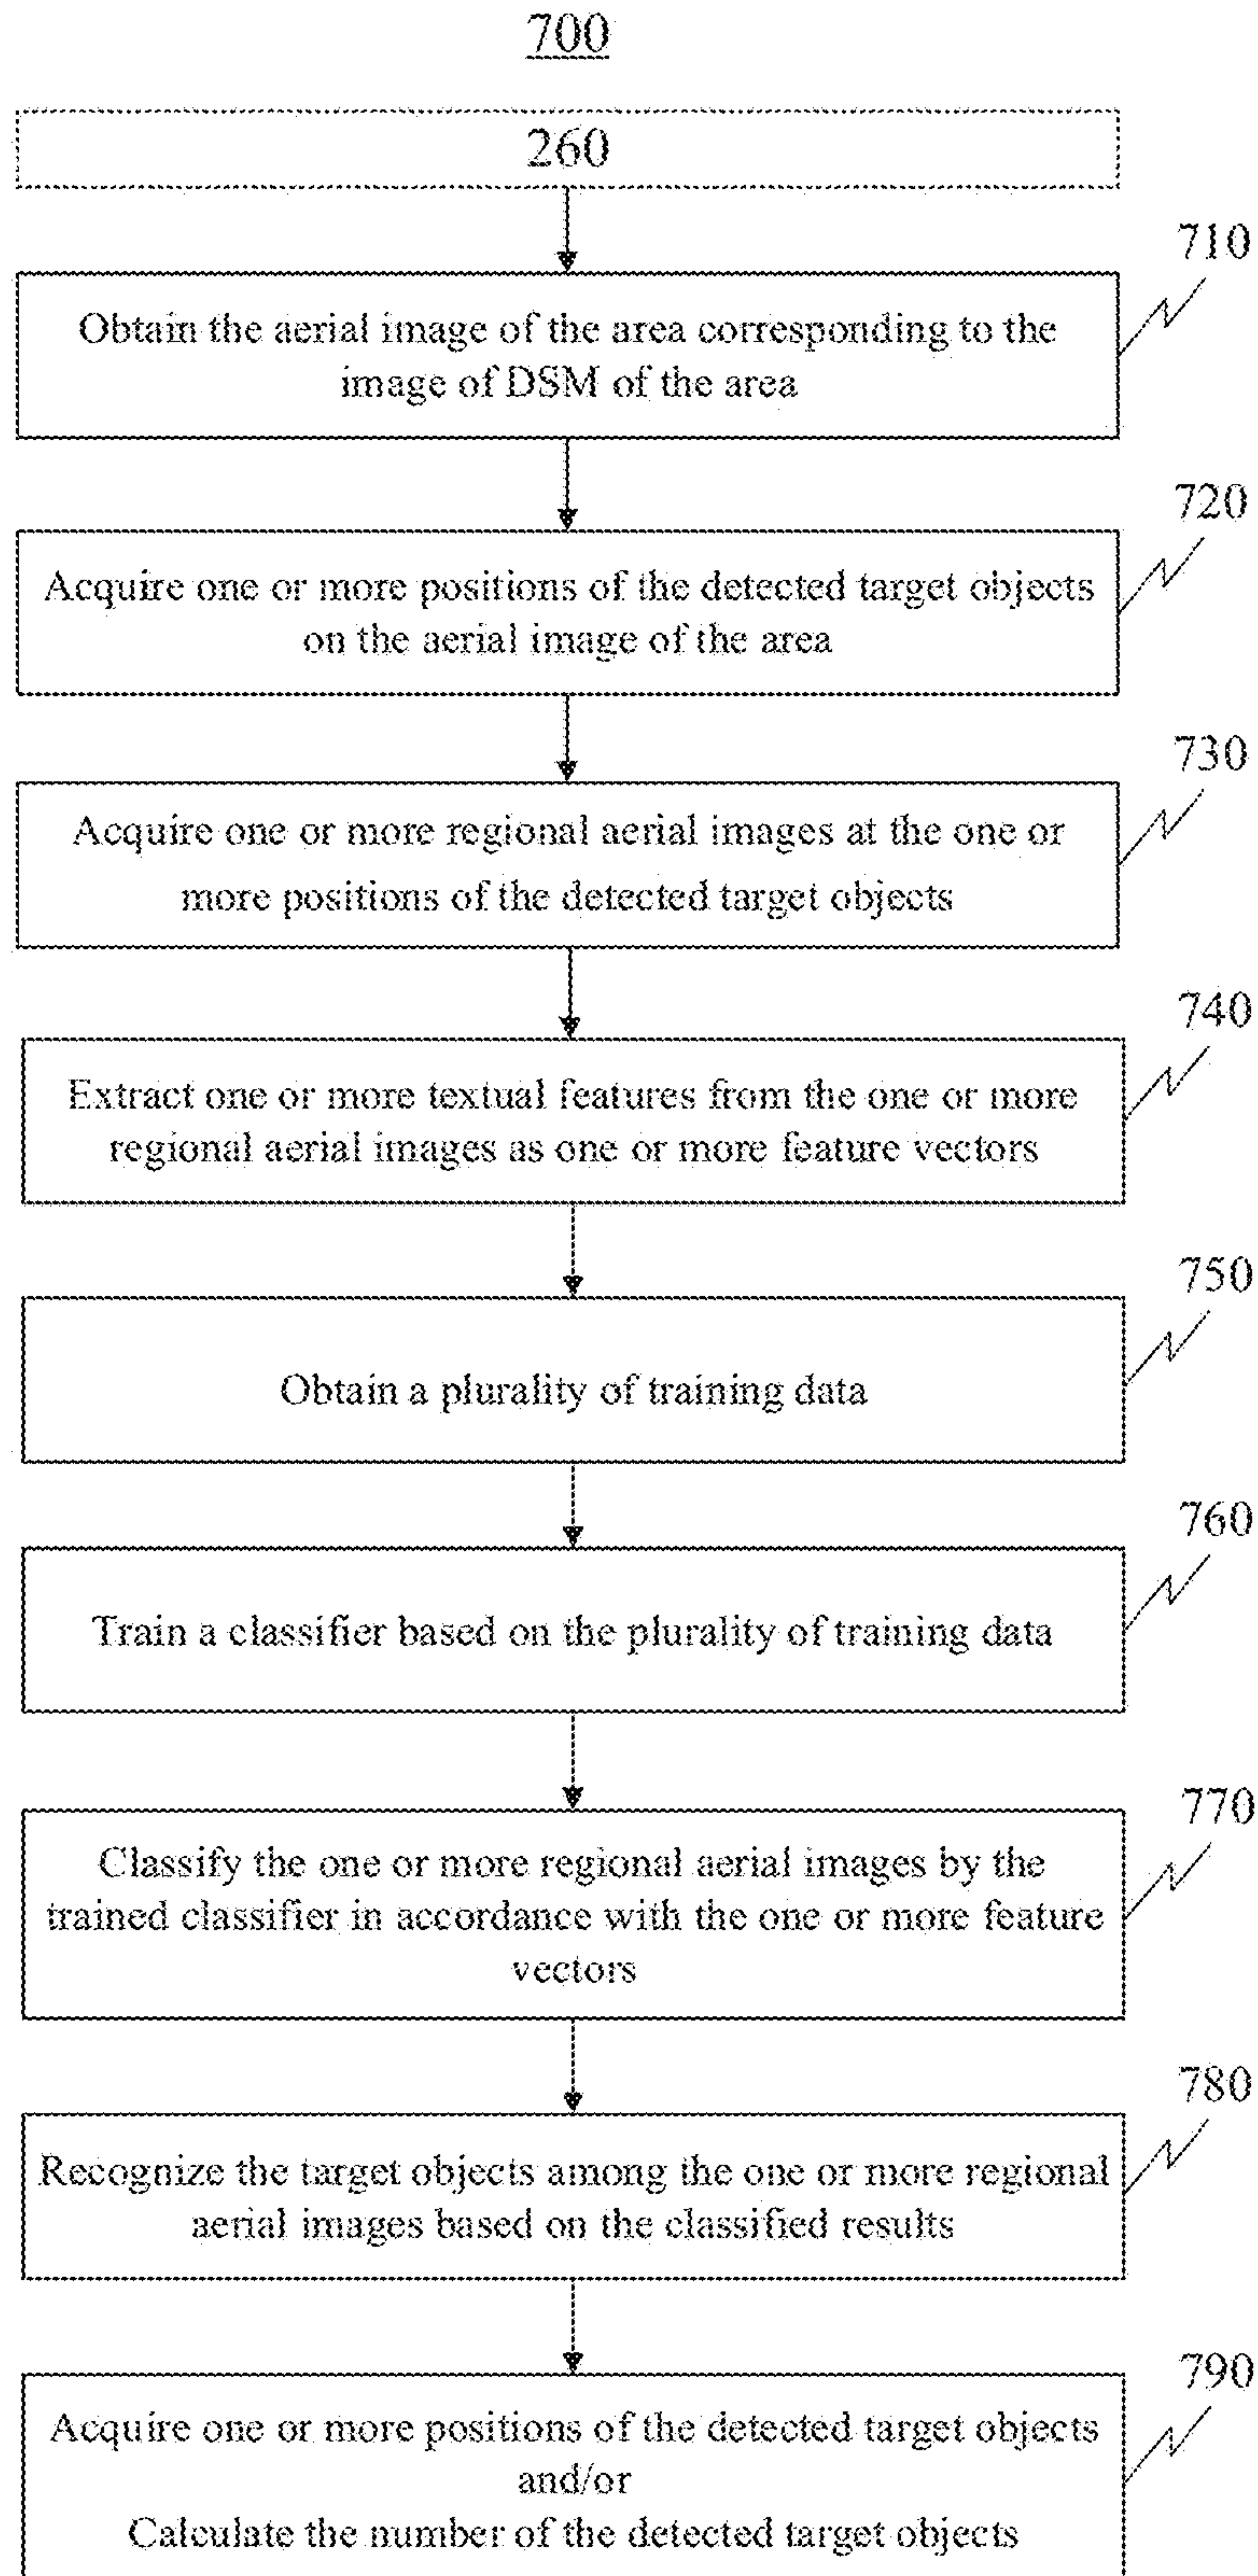 700
260
710
Obtain the aerial image of the area corresponding to the
image of DSM of the area
720
Acquire one or more positions of the detected target objects
on the aerial image of the area
730
Acquire one or more regional aerial images at the one or
more positions of the detected target objects
740
Extract one or more textual features from the one or more
regional aerial images as one or more feature vectors
750
Obtain a plurality of training data
760
Train a classifier based on the plurality of training data
770
Classify the one or more regional aerial images by the
trained classifier in accordance with the one or more feature
vectors
780
Recognize the target objects among the one or more regional
aerial images based on the classified results
790
Acquire one or more positions of the detected target objects
and/or
Calculate the number of the detected target objects